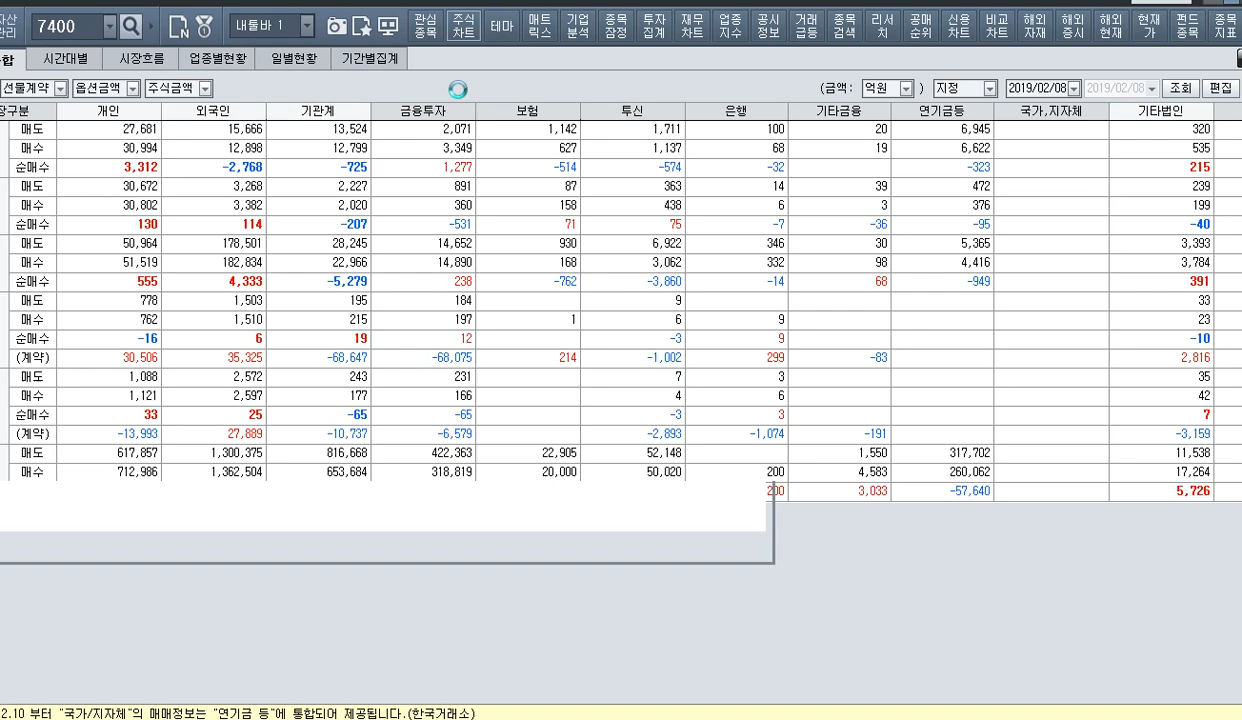 자산 관리 7400 내툴바 1 관심 종목 주식 차트 테마 매트 릭스 기업 분석 종목 잠정 투자 집계 재무 차트 업종 지수 공시 정보 거래 급등 종목 검색 리서 치 공매 순위 신용 차트 비교 차트 해외 자재 해외 증시 해외 현재 현재 가 펀드 종목 종목 지표
합 시간대별 시장흐름 업종별현황 일별현황 기간별집계
선물계약 옵션금액 주식금액 (금액: 억원 ) 지정 2019/02/08 2019/02/08 조회 편집
장구분 개인 외국인 기관계 금융투자 보험 투신 은행 기타금융 연기금등 국가,지자체 기타법인
매도 27,681 15,666 13,524 2,071 1,142 1,711 100 20 6,945 320
매수 30,994 12,898 12,799 3,349 627 1,137 68 19 6,622 535
순매수 3,312 -2,768 -725 1,277 -514 -574 -32 -323 215
매도 30,672 3,268 2,227 891 87 363 14 39 472 239
매수 30,802 3,382 2,020 360 158 438 6 3 376 199
순매수 130 114 -207 -531 71 75 -7 -36 -95 -40
매도 50,964 178,501 28,245 14,652 930 6,922 346 30 5,365 3,393
매수 51,519 182,834 22,966 14,890 168 3,062 332 98 4,416 3,784
순매수 555 4,333 -5,279 238 -762 -3,860 -14 68 -949 391
매도 778 1,503 195 184 9 33
매수 762 1,510 215 197 1 6 9 23
순매수 -16 6 19 12 -3 9 -10
(계약) 30,506 35,325 -68,647 -68,075 214 -1,002 299 -83 2,816
매도 1,088 2,572 243 231 7 3 35
매수 1,121 2,597 177 166 4 6 42
순매수 33 25 -65 -65 -3 3 7
(계약) -13,993 27,889 -10,737 -6,579 -2,893 -1,074 -191 -3,159
매도 617,857 1,300,375 816,668 422,363 22,905 52,148 1,550 317,702 11,538
매수 712,986 1,362,504 653,684 318,819 20,000 50,020 200 4,583 260,062 17,264
200 3,033 -57,640 5,726
2.10 부터 "국가/지자체"의 매매정보는 "연기금 등"에 통합되어 제공됩니다.(한국거래소)